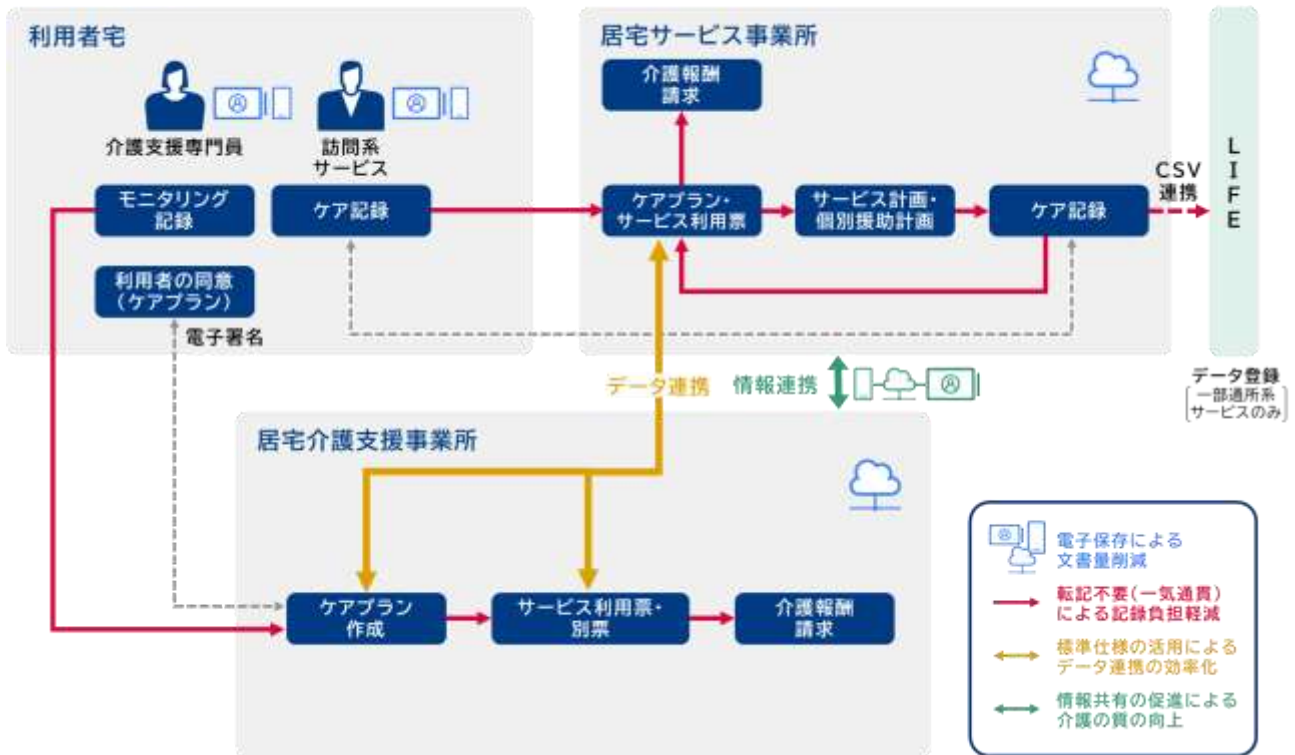 利用者宅
介護支援専門員
訪問系
サービス
モニタリング
記録
ケア記録
利用者の同意
（ケアプラン）
電子署名
居宅サービス事業所
介護報酬
請求
ケアプラン・
サービス利用票
サービス計画・
個別援助計画
ケア記録
CSV
連携
LIFE
データ登録
一部通所系
サービスのみ
データ連携
情報連携
居宅介護支援事業所
ケアプラン
作成
サービス利用票・
別票
介護報酬
請求
電子保存による
文書量削減
転記不要（一気通貫）
による記録負担軽減
標準仕様の活用による
データ連携の効率化
情報共有の促進による
介護の質の向上